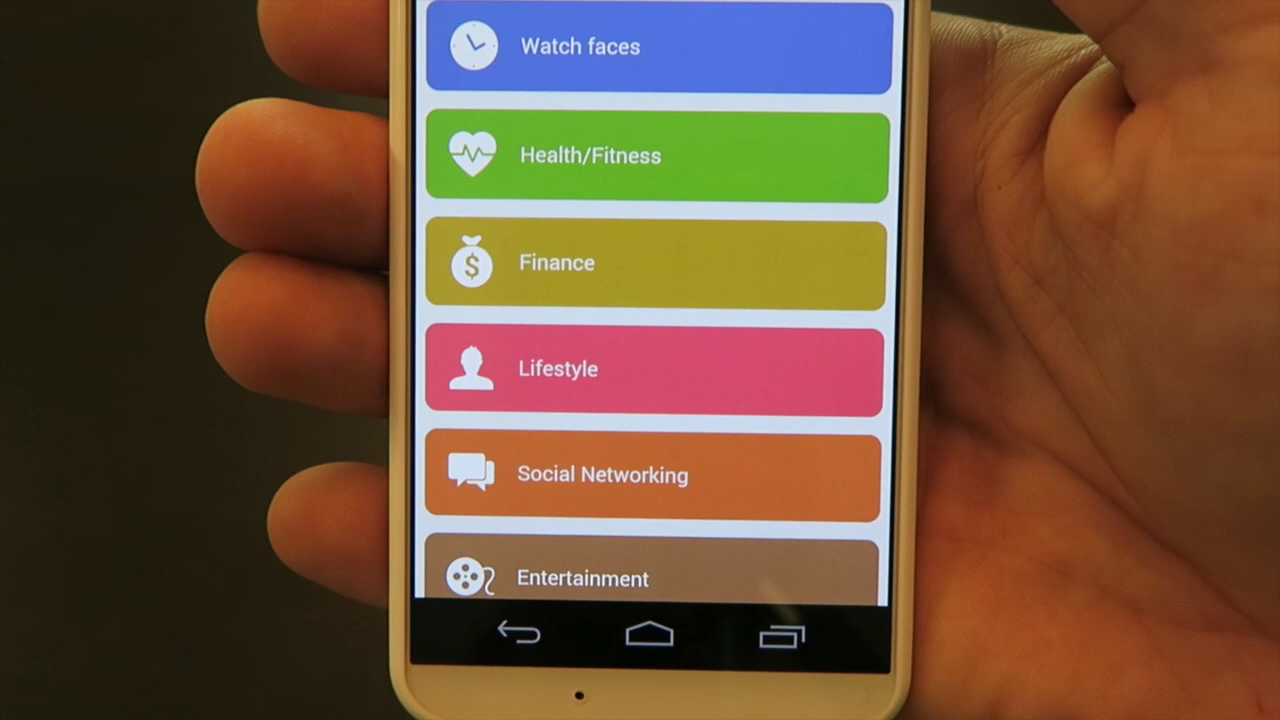 Watch faces
Health/Fitness
$
Finance
Lifestyle
Social Networking
Entertainment